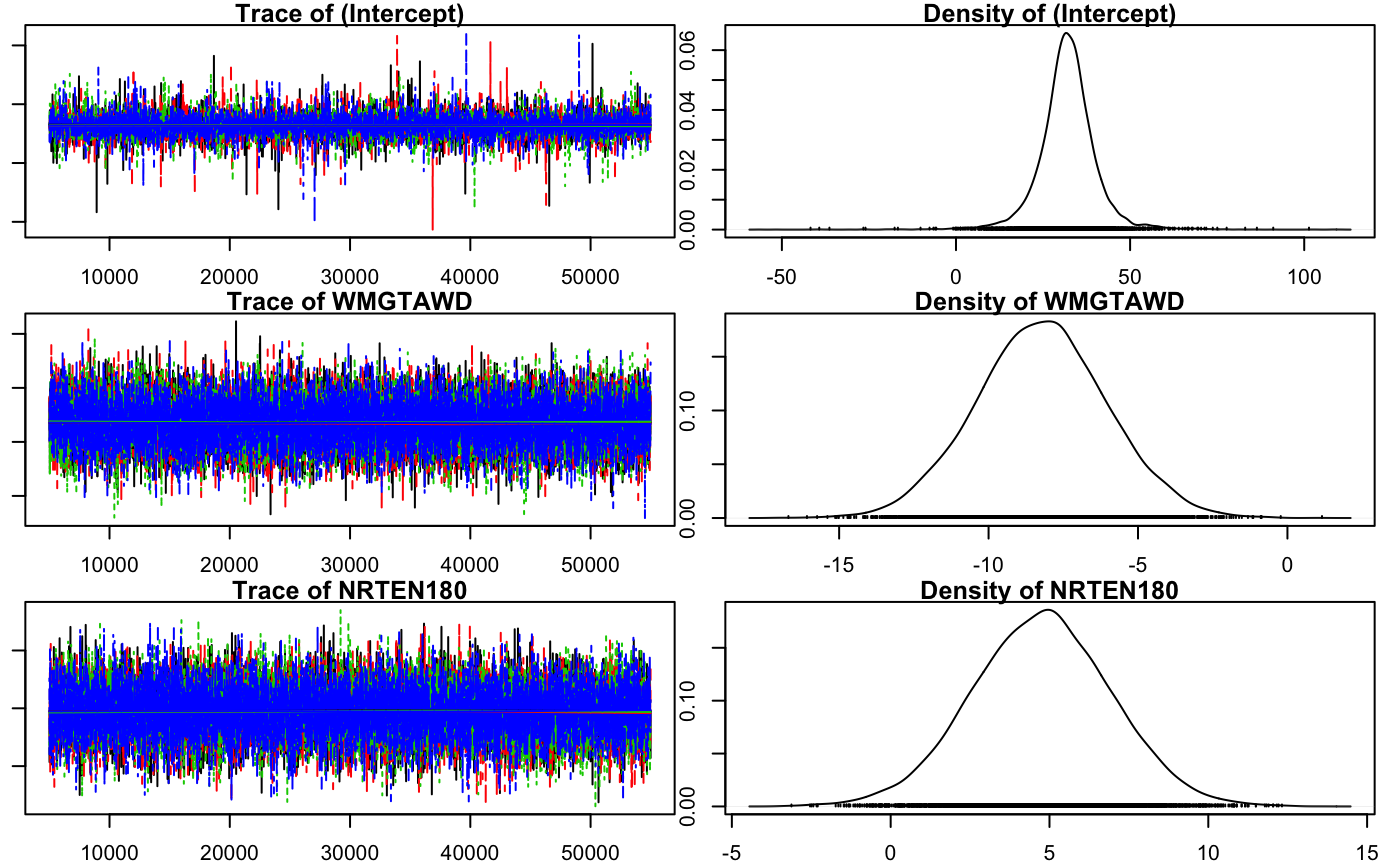 Trace of (Intercept)
10000 20000 30000 40000 50000
Density of (Intercept)
0.00 0.02 0.04 0.06
-50 0 50 100
Trace of WMGTAWD
10000 20000 30000 40000 50000
Density of WMGTAWD
0.00 0.10
-15 -10 -5 0
Trace of NRTEN180
10000 20000 30000 40000 50000
Density of NRTEN180
0.00 0.10
-5 0 5 10 15